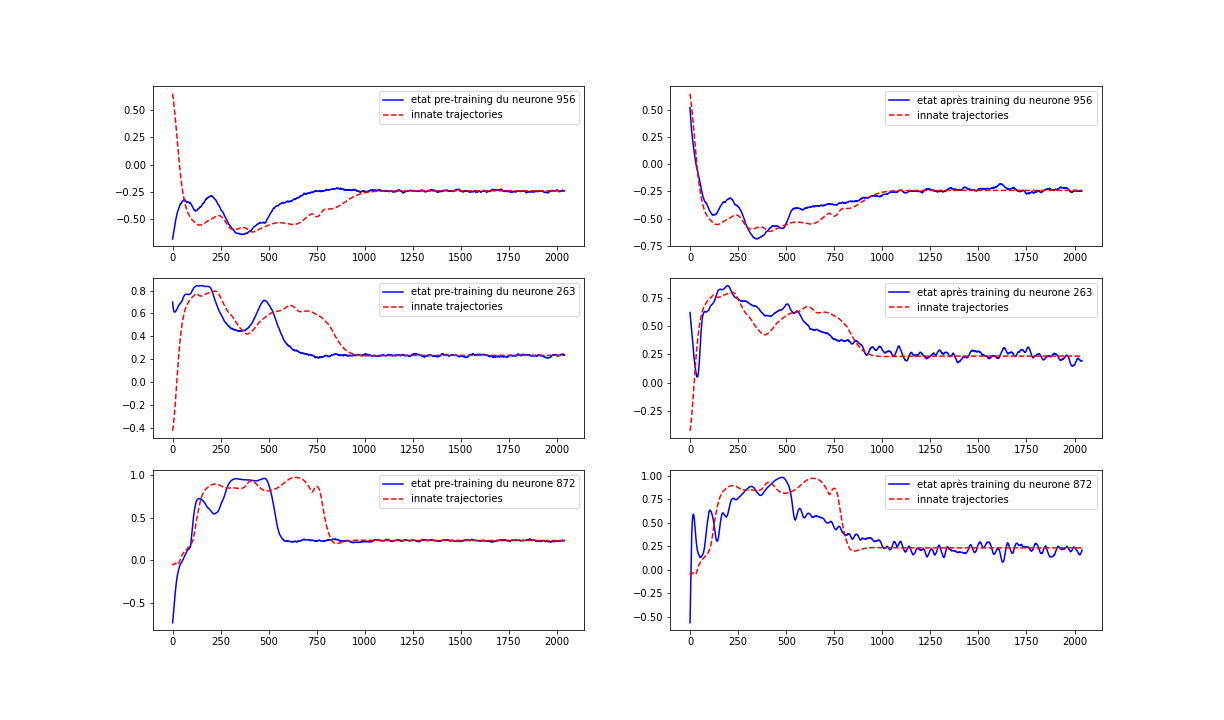 etat pre-training du neurone 956
innate trajectories
0.50
0.25
0.00
−0.25
−0.50
0 250 500 750 1000 1250 1500 1750 2000
etat après training du neurone 956
innate trajectories
0.50
0.25
0.00
−0.25
−0.50
−0.75
0 250 500 750 1000 1250 1500 1750 2000
etat pre-training du neurone 263
innate trajectories
0.8
0.6
0.4
0.2
0.0
−0.2
−0.4
0 250 500 750 1000 1250 1500 1750 2000
etat après training du neurone 263
innate trajectories
0.75
0.50
0.25
0.00
−0.25
0 250 500 750 1000 1250 1500 1750 2000
etat pre-training du neurone 872
innate trajectories
1.0
0.5
0.0
−0.5
0 250 500 750 1000 1250 1500 1750 2000
etat après training du neurone 872
innate trajectories
1.00
0.75
0.50
0.25
0.00
−0.25
−0.50
0 250 500 750 1000 1250 1500 1750 2000